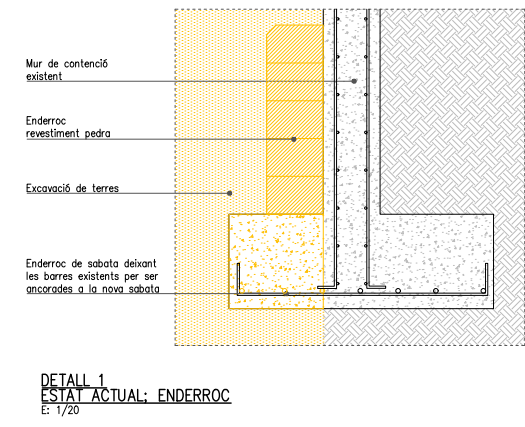 Mur de contenció
existent
Enderroc
revestiment pedra
Excavació de terres
Enderroc de sabata deixant
les barres existents per ser
ancorades a la nova sabata
DETALL 1
ESTAT ACTUAL; ENDERROC
E: 1/20